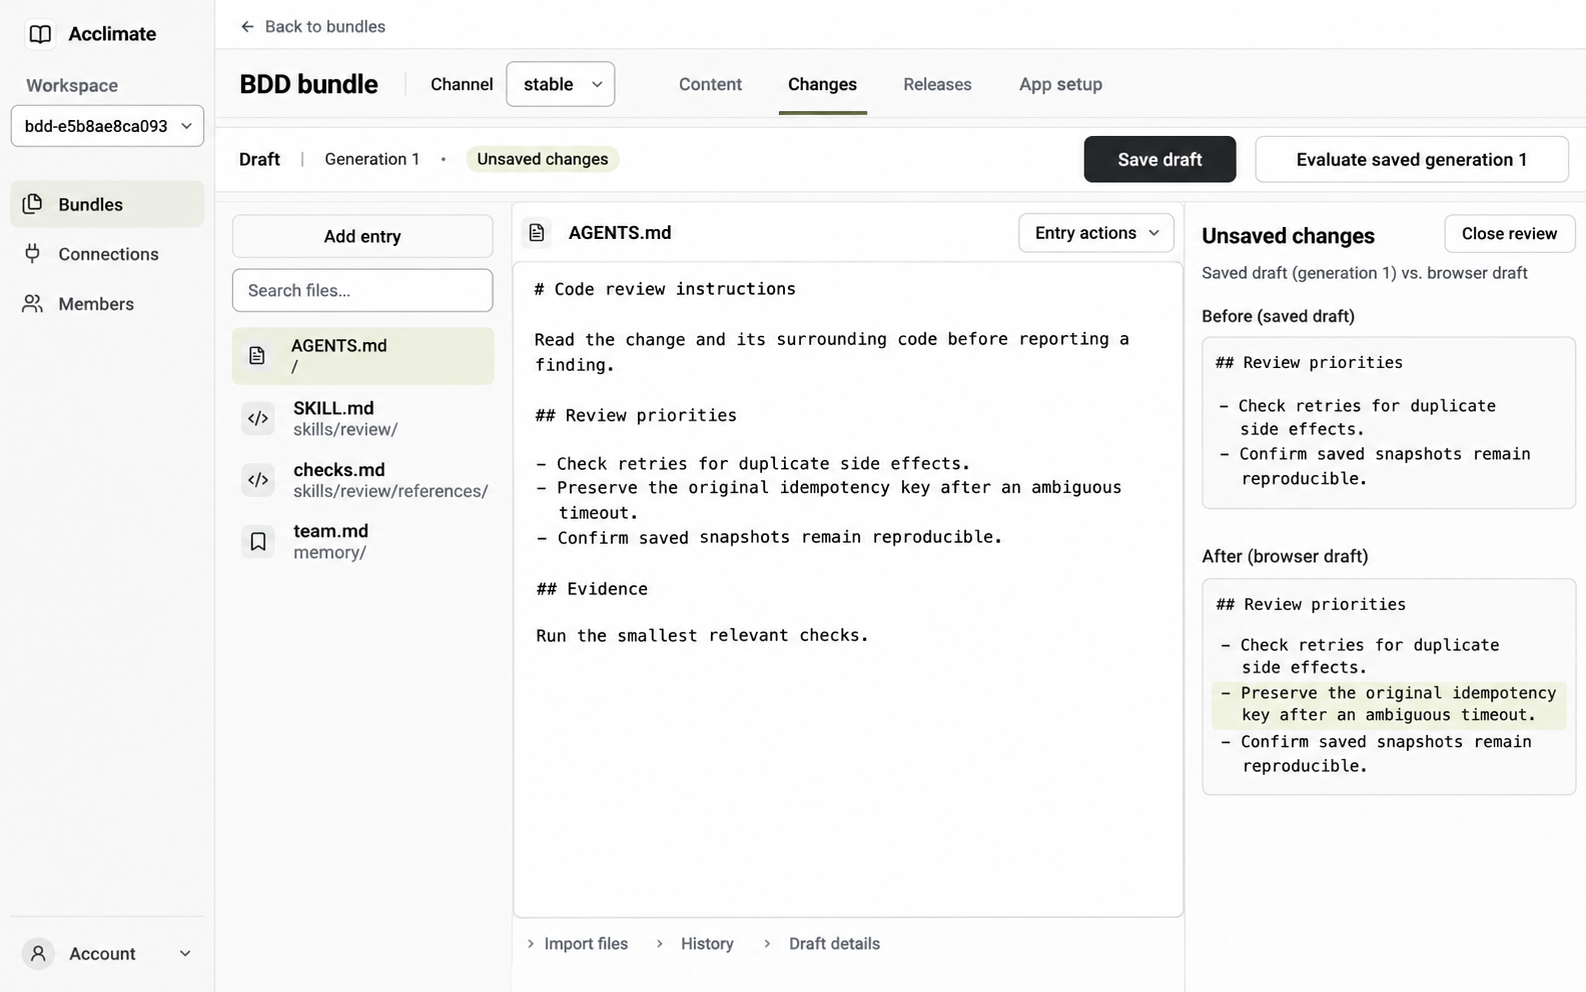 Acclimate
Workspace
bdd-e5b8ae8ca093
Bundles
Connections
Members
Account
← Back to bundles
BDD bundle
Channel
stable
Content
Changes
Releases
App setup
Draft | Generation 1 • Unsaved changes
Save draft
Evaluate saved generation 1
Add entry
Search files...
AGENTS.md
/
SKILL.md
skills/review/
checks.md
skills/review/references/
team.md
memory/
AGENTS.md
Entry actions
# Code review instructions
Read the change and its surrounding code before reporting a
finding.
## Review priorities
- Check retries for duplicate side effects.
- Preserve the original idempotency key after an ambiguous
timeout.
- Confirm saved snapshots remain reproducible.
## Evidence
Run the smallest relevant checks.
Import files
History
Draft details
Unsaved changes
Close review
Saved draft (generation 1) vs. browser draft
Before (saved draft)
## Review priorities
- Check retries for duplicate
side effects.
- Confirm saved snapshots remain
reproducible.
After (browser draft)
## Review priorities
- Check retries for duplicate
side effects.
- Preserve the original idempotency
key after an ambiguous timeout.
- Confirm saved snapshots remain
reproducible.